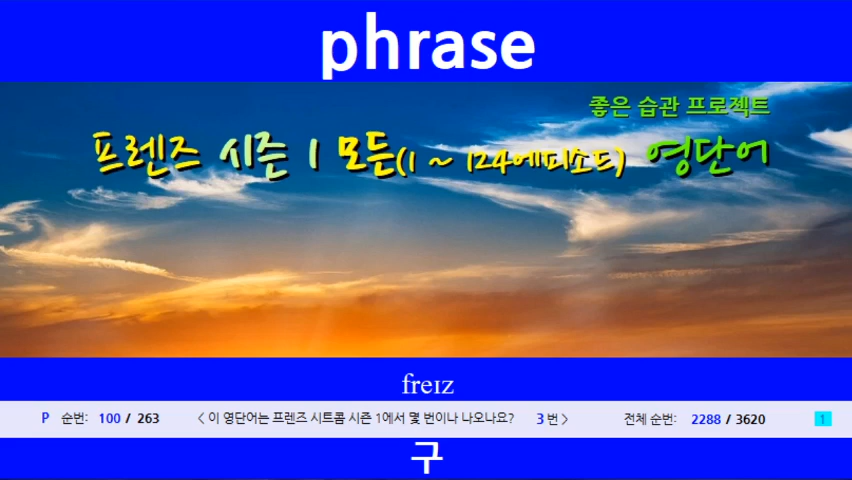 phrase
좋은 습관 프로젝트
프렌즈 시즌 1 모든(1 ~ 124에피소드) 영단어
freɪz
P 순번: 100 / 263 < 이 영단어는 프렌즈 시트콤 시즌 1에서 몇 번이나 나오나요? 3 번 > 전체 순번: 2288 / 3620 1
구